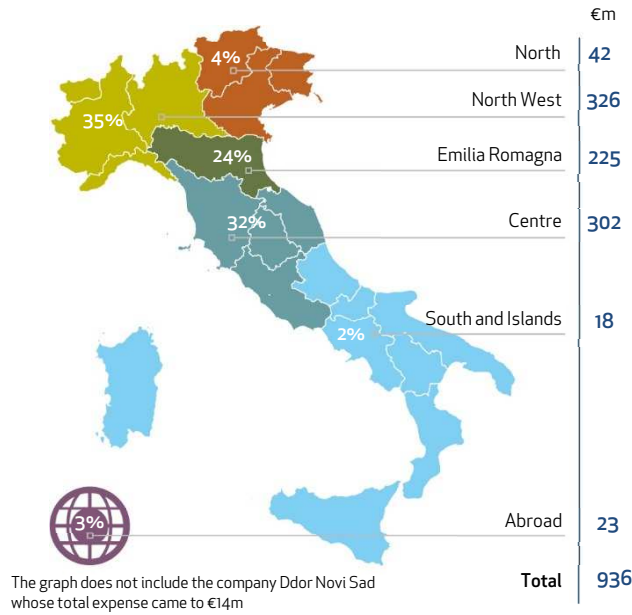 €m
4% North 42
North West 326
35%
24% Emilia Romagna 225
32% Centre 302
South and Islands 18
2%
3% Abroad 23
The graph does not include the company Ddor Novi Sad
whose total expense came to €14m
Total 936